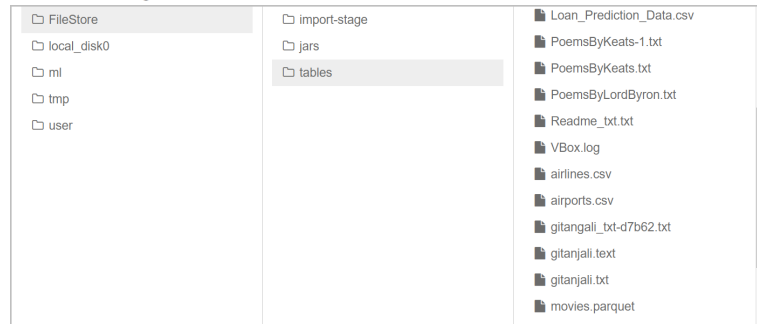 FileStore
local_disk0
ml
tmp
user
import-stage
jars
tables
Loan_Prediction_Data.csv
PoemsByKeats-1.txt
PoemsByKeats.txt
PoemsByLordByron.txt
Readme_txt.txt
VBox.log
airlines.csv
airports.csv
gitangali_txt-d7b62.txt
gitanjali.text
gitanjali.txt
movies.parquet